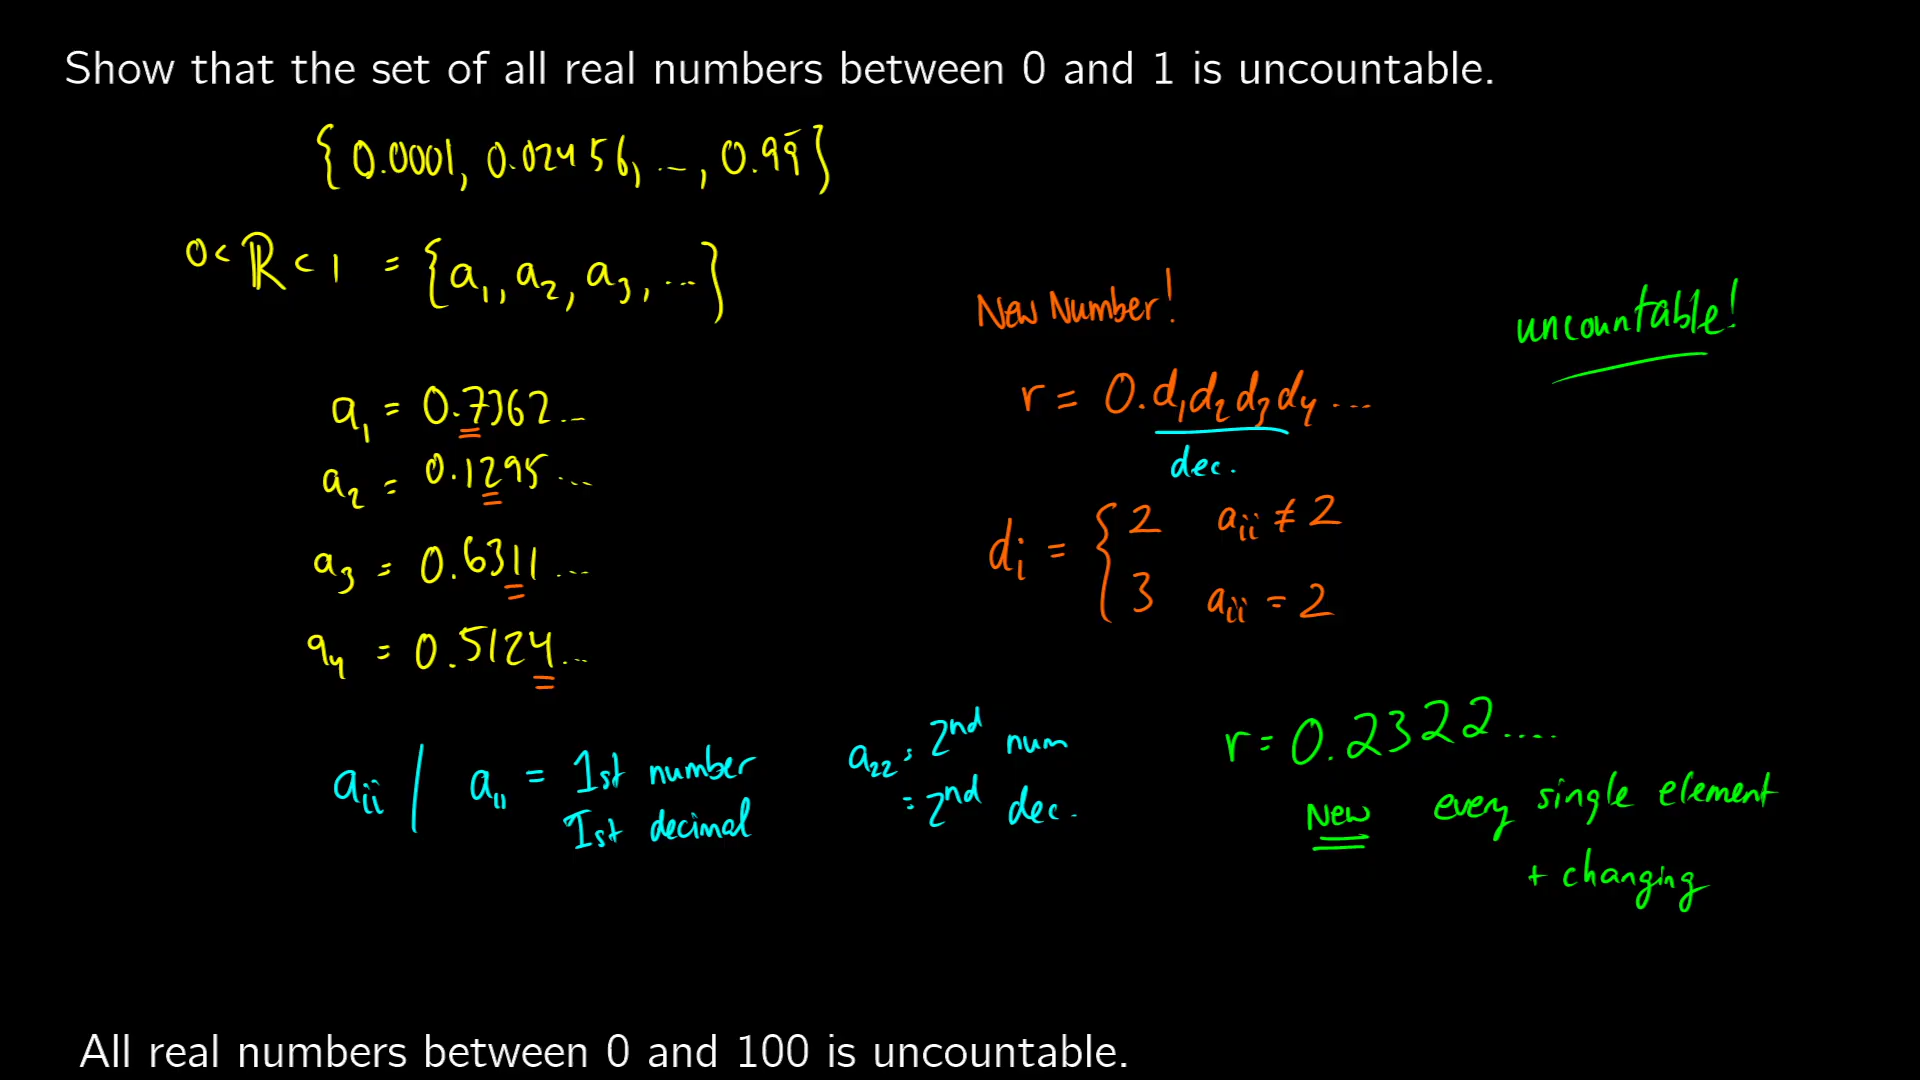 Show that the set of all real numbers between 0 and 1 is uncountable.
{ 0.0001, 0.02456, ..., 0.99̄ }
0 < ℝ < 1 = { a₁, a₂, a₃, ... }
New Number!
uncountable!
r = 0.d₁d₂d₃d₄ ...
dec.
a₁ = 0.7362...
a₂ = 0.1295...
a₃ = 0.6311...
a₄ = 0.5124...
dᵢ = { 2 aᵢᵢ ≠ 2
3 aᵢᵢ = 2
aᵢᵢ / a₁₁ = 1st number
1st decimal
a₂₂ = 2nd num
= 2nd dec.
r = 0.2322....
New every single element
+ changing
All real numbers between 0 and 100 is uncountable.